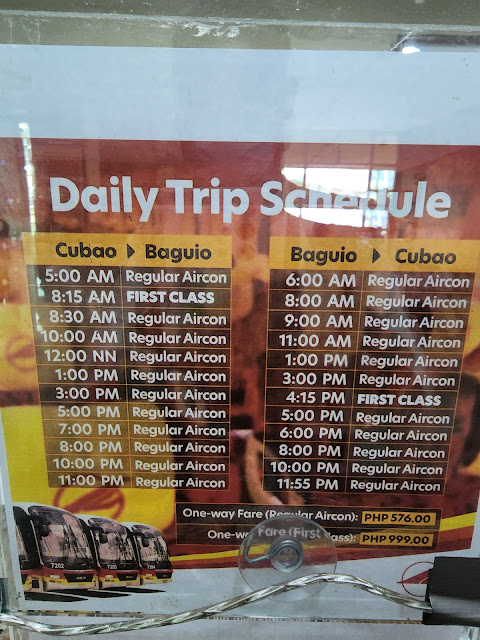 Daily Trip Schedule
Cubao ▶ Baguio
5:00 AM Regular Aircon
8:15 AM FIRST CLASS
8:30 AM Regular Aircon
10:00 AM Regular Aircon
12:00 NN Regular Aircon
1:00 PM Regular Aircon
3:00 PM Regular Aircon
5:00 PM Regular Aircon
7:00 PM Regular Aircon
8:00 PM Regular Aircon
10:00 PM Regular Aircon
11:00 PM Regular Aircon
Baguio ▶ Cubao
6:00 AM Regular Aircon
8:00 AM Regular Aircon
9:00 AM Regular Aircon
11:00 AM Regular Aircon
1:00 PM Regular Aircon
3:00 PM Regular Aircon
4:15 PM FIRST CLASS
5:00 PM Regular Aircon
6:00 PM Regular Aircon
8:00 PM Regular Aircon
10:00 PM Regular Aircon
11:55 PM Regular Aircon
One-way Fare (Regular Aircon): PHP 576.00
One-way Fare (First Class): PHP 999.00
7202